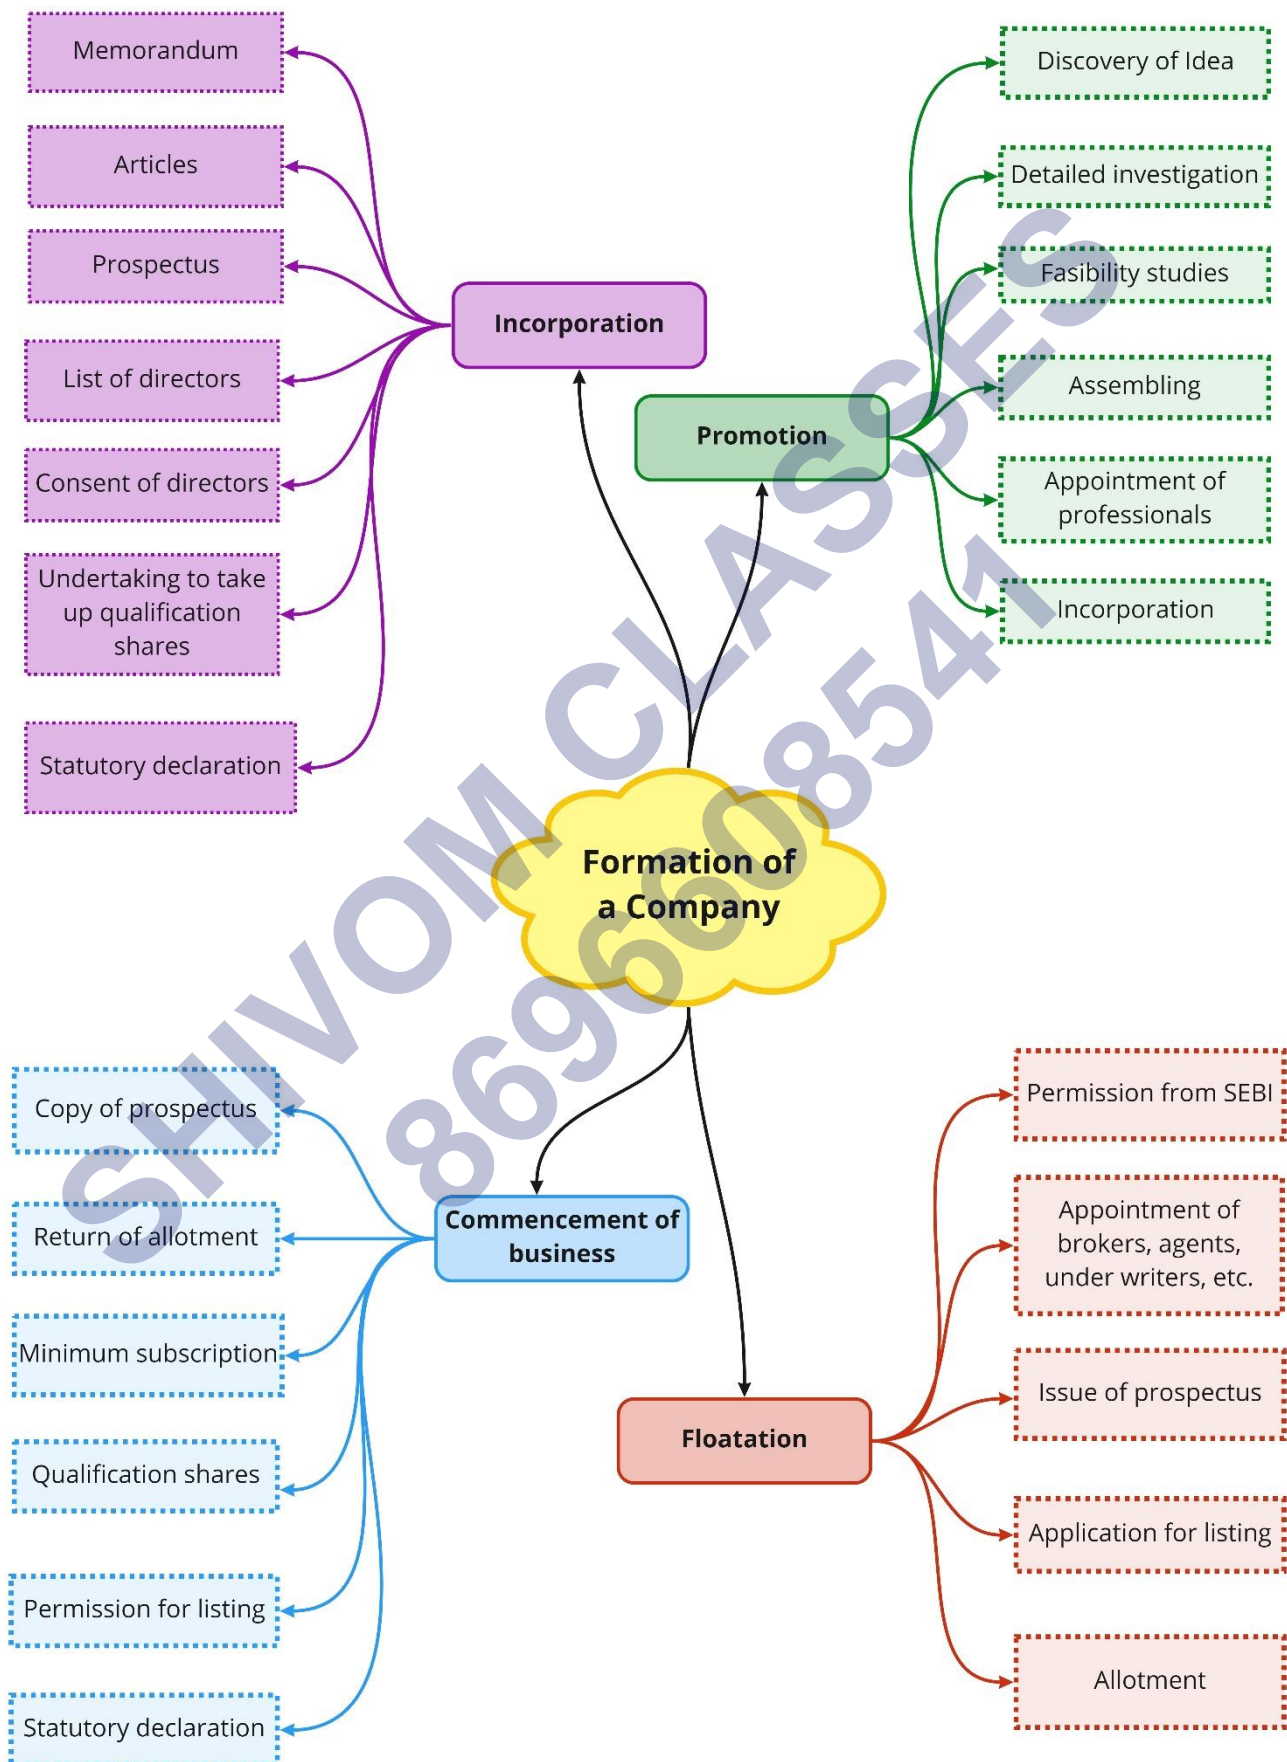 Formation of
a Company
Promotion
Discovery of Idea
Detailed investigation
Fasibility studies
Assembling
Appointment of
professionals
Incorporation
Incorporation
Memorandum
Articles
Prospectus
List of directors
Consent of directors
Undertaking to take
up qualification
shares
Statutory declaration
Floatation
Permission from SEBI
Appointment of
brokers, agents,
under writers, etc.
Issue of prospectus
Application for listing
Allotment
Commencement of
business
Copy of prospectus
Return of allotment
Minimum subscription
Qualification shares
Permission for listing
Statutory declaration
SHIVOM CLASSES
8696608541